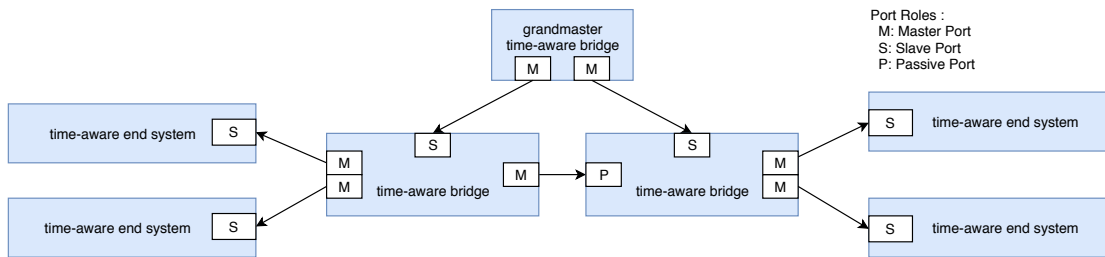 grandmaster
time-aware bridge
M
M
Port Roles :
M: Master Port
S: Slave Port
P: Passive Port
time-aware end system
S
time-aware end system
S
S
M
M
time-aware bridge
M
S
P
time-aware bridge
M
M
S
time-aware end system
S
time-aware end system